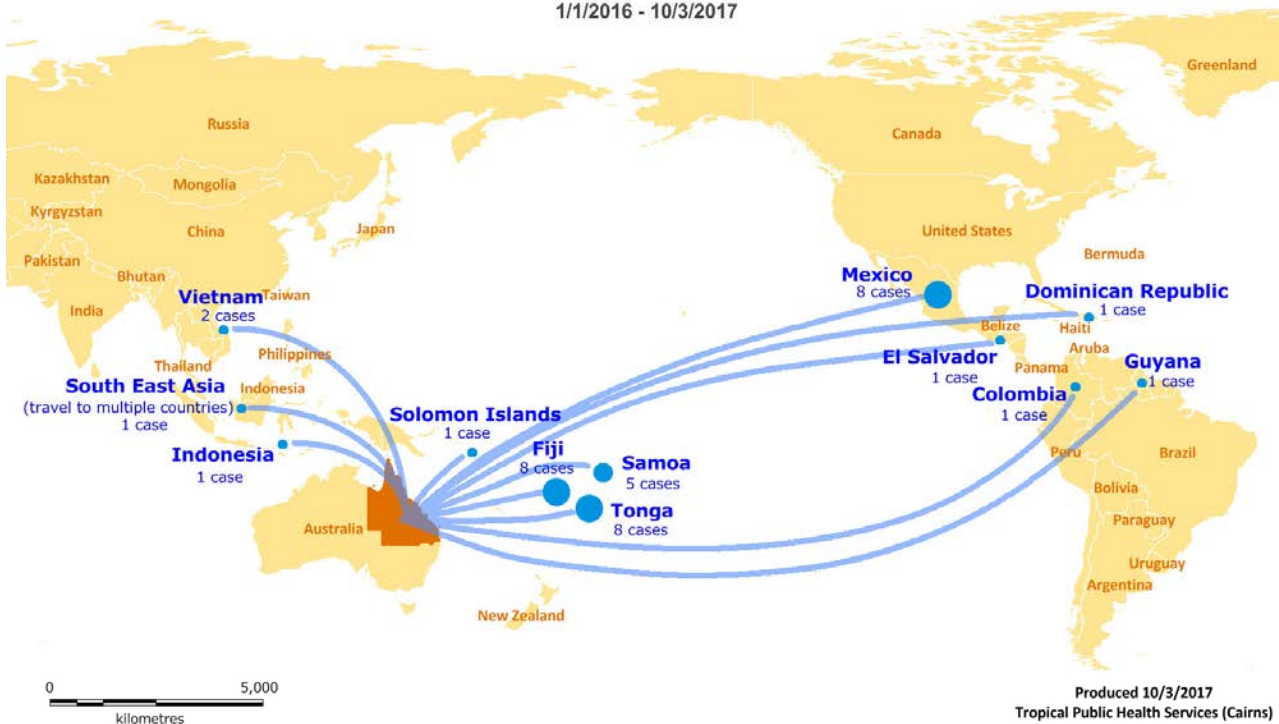 1/1/2016 - 10/3/2017
Greenland
Russia
Canada
Kazakhstan
Mongolia
Kyrgyzstan
China
Japan
United States
Pakistan
Bhutan
Bermuda
India
Taiwan
Vietnam
2 cases
Mexico
8 cases
Dominican Republic
1 case
Belize
Haiti
Aruba
Philippines
Thailand
El Salvador
1 case
Panama
Guyana
1 case
Colombia
1 case
South East Asia
(travel to multiple countries)
1 case
Indonesia
Indonesia
1 case
Solomon Islands
1 case
Fiji
8 cases
Samoa
5 cases
Tonga
8 cases
Peru
Brazil
Bolivia
Paraguay
Uruguay
Argentina
Australia
New Zealand
0 5,000
kilometres
Produced 10/3/2017
Tropical Public Health Services (Cairns)